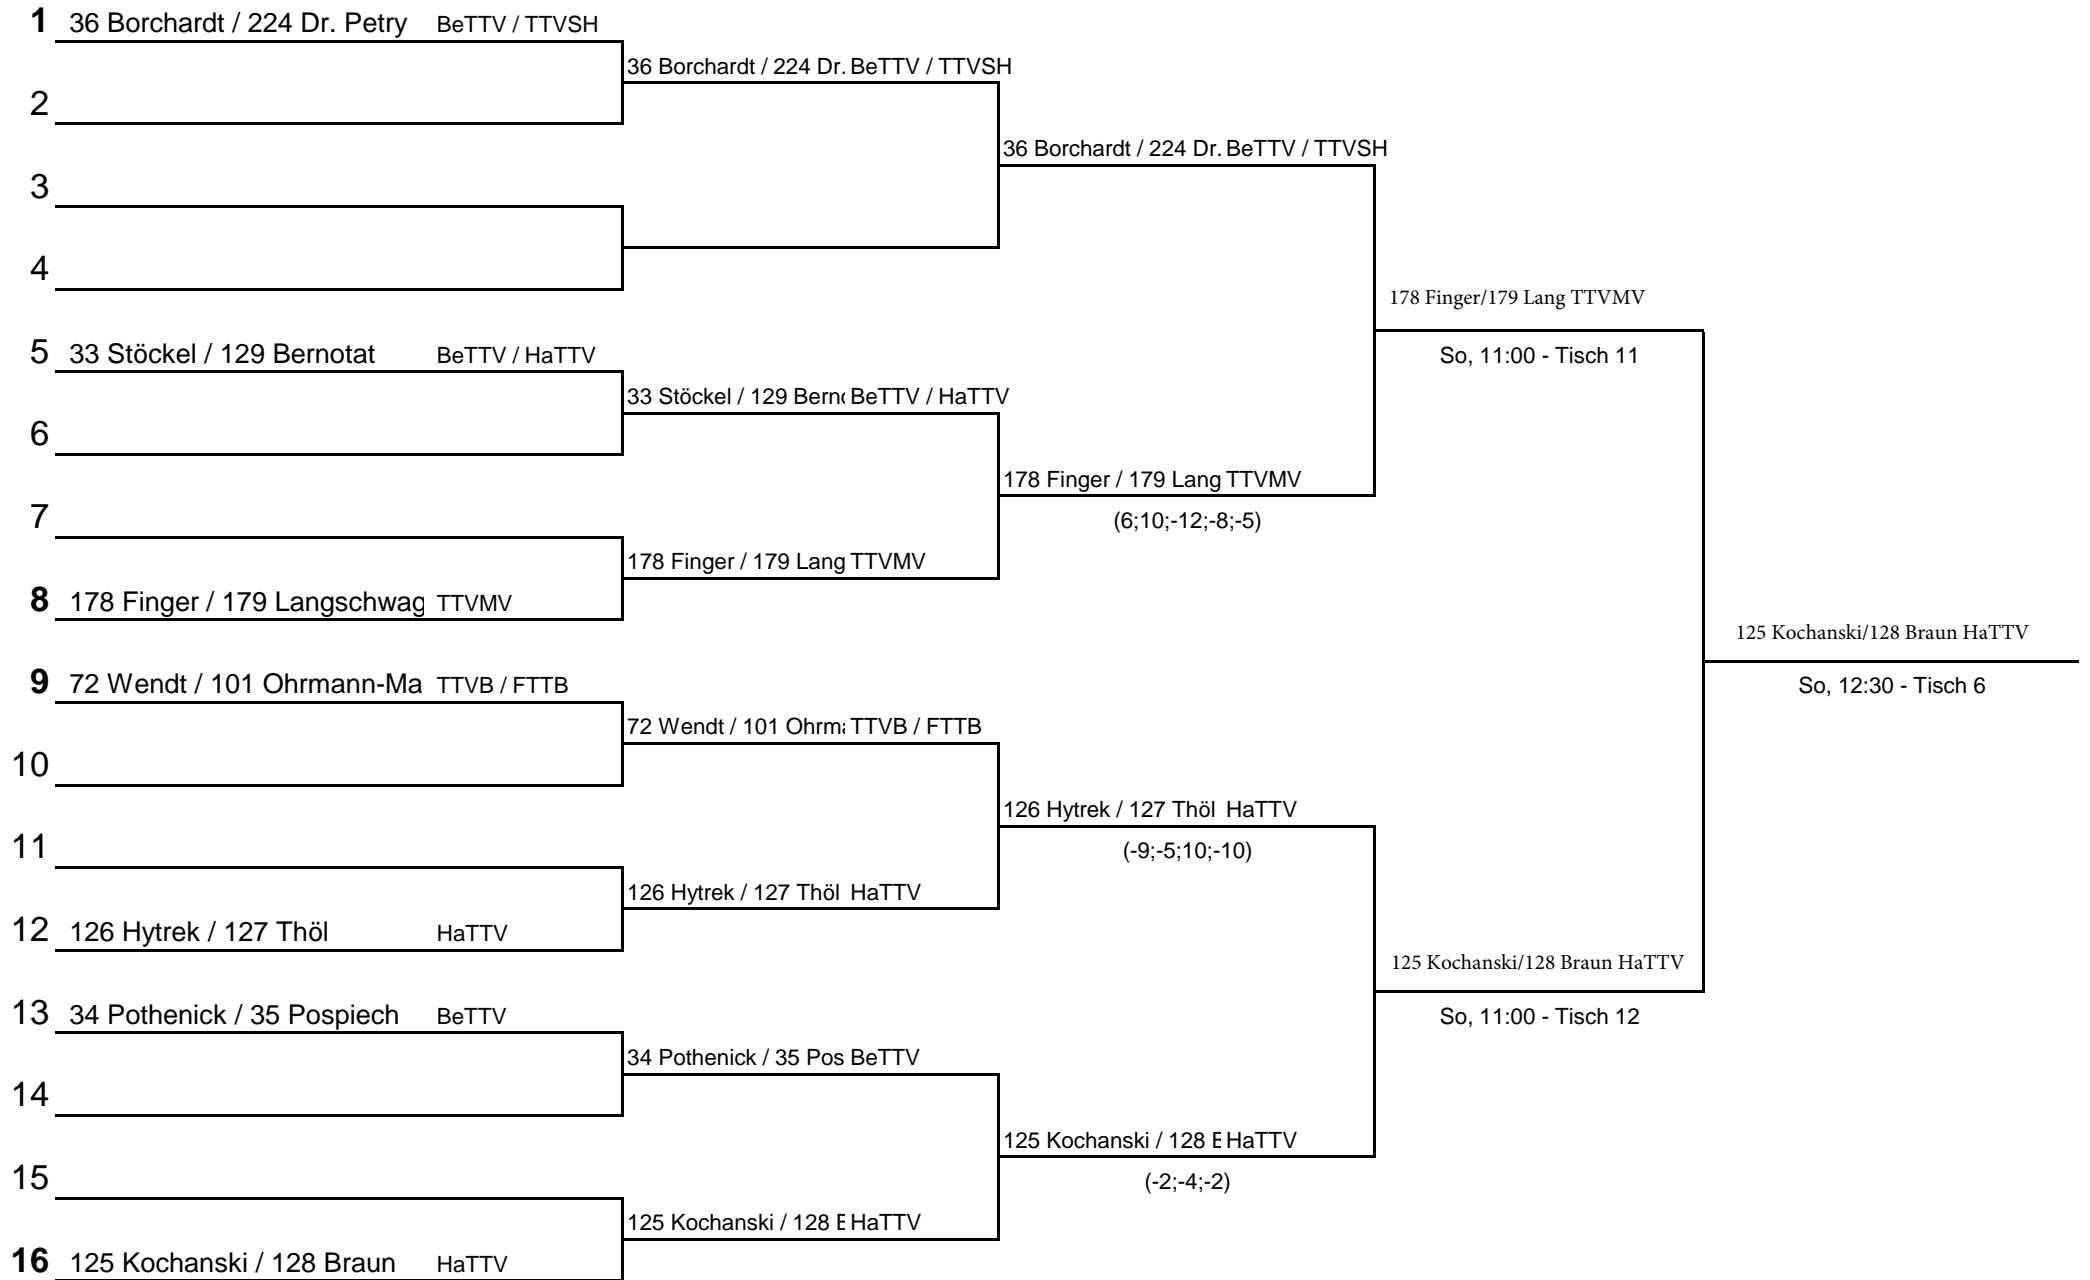 1 36 Borchardt / 224 Dr. Petry BeTTV / TTVSH
36 Borchardt / 224 Dr. BeTTV / TTVSH
2
36 Borchardt / 224 Dr. BeTTV / TTVSH
3
4
178 Finger/179 Lang TTVMV
5 33 Stöckel / 129 Bernotat BeTTV / HaTTV
So, 11:00 - Tisch 11
33 Stöckel / 129 Bern BeTTV / HaTTV
6
178 Finger / 179 Lang TTVMV
7
(6;10;-12;-8;-5)
178 Finger / 179 Lang TTVMV
8 178 Finger / 179 Langschwag TTVMV
125 Kochanski/128 Braun HaTTV
9 72 Wendt / 101 Ohrmann-Ma TTVB / FTTB
So, 12:30 - Tisch 6
72 Wendt / 101 Ohrm TTVB / FTTB
10
126 Hytrek / 127 Thöl HaTTV
11
(-9;-5;10;-10)
126 Hytrek / 127 Thöl HaTTV
12 126 Hytrek / 127 Thöl HaTTV
125 Kochanski/128 Braun HaTTV
13 34 Pothenick / 35 Pospiech BeTTV
So, 11:00 - Tisch 12
34 Pothenick / 35 Pos BeTTV
14
125 Kochanski / 128 HaTTV
15
(-2;-4;-2)
125 Kochanski / 128 HaTTV
16 125 Kochanski / 128 Braun HaTTV